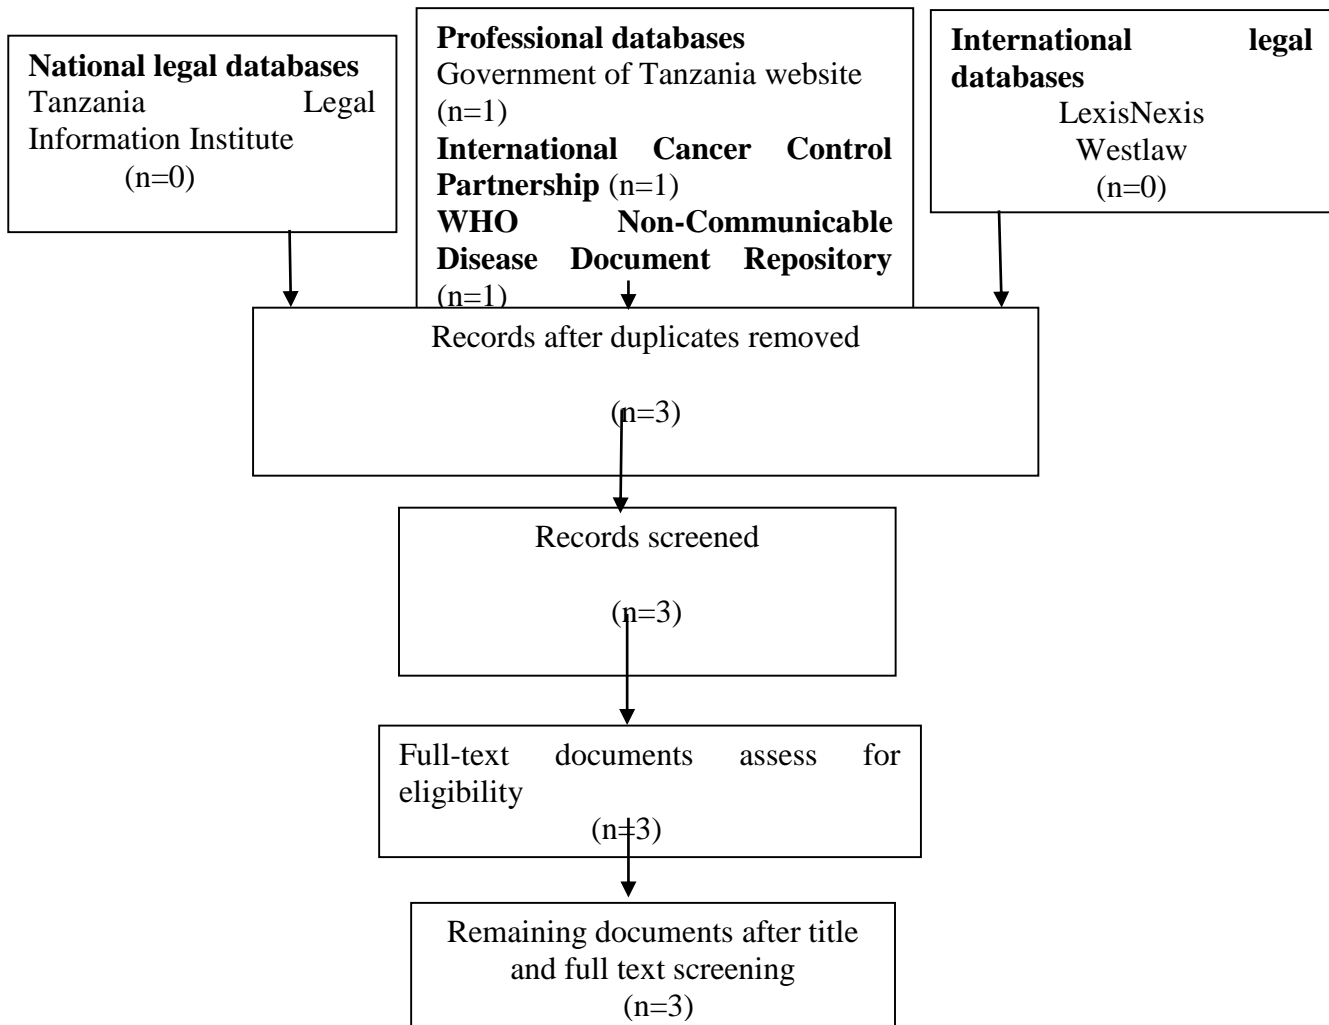 National legal databases
Tanzania Legal
Information Institute
(n=0)
Professional databases
Government of Tanzania website
(n=1)
International Cancer Control
Partnership (n=1)
WHO Non-Communicable
Disease Document Repository
(n=1)
International legal
databases
LexisNexis
Westlaw
(n=0)
Records after duplicates removed
(n=3)
Records screened
(n=3)
Full-text documents assess for
eligibility
(n=3)
Remaining documents after title
and full text screening
(n=3)